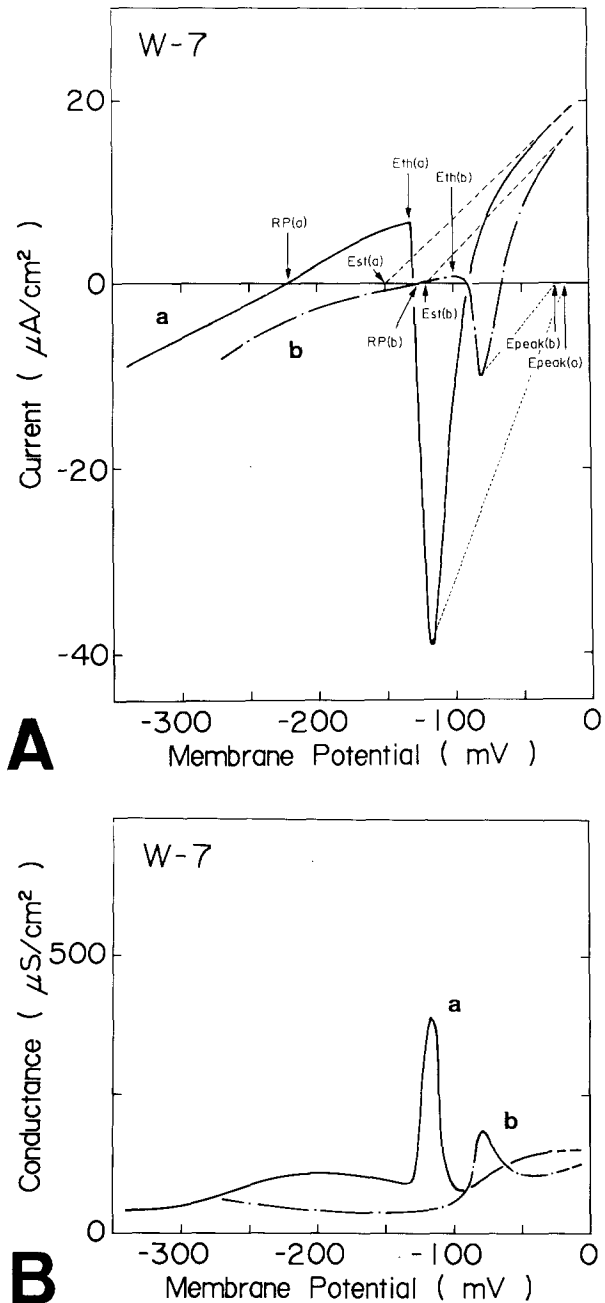 W-7
20
0
-20
-40
Current ( μA/cm² )
Eth(a)
Eth(b)
RP(a)
Est(a)
a
b
RP(b)
Est(b)
Epeak(b)
Epeak(a)
-300
-200
-100
0
A
Membrane Potential ( mV )
W-7
500
0
Conductance ( μS/cm² )
a
b
-300
-200
-100
0
B
Membrane Potential ( mV )